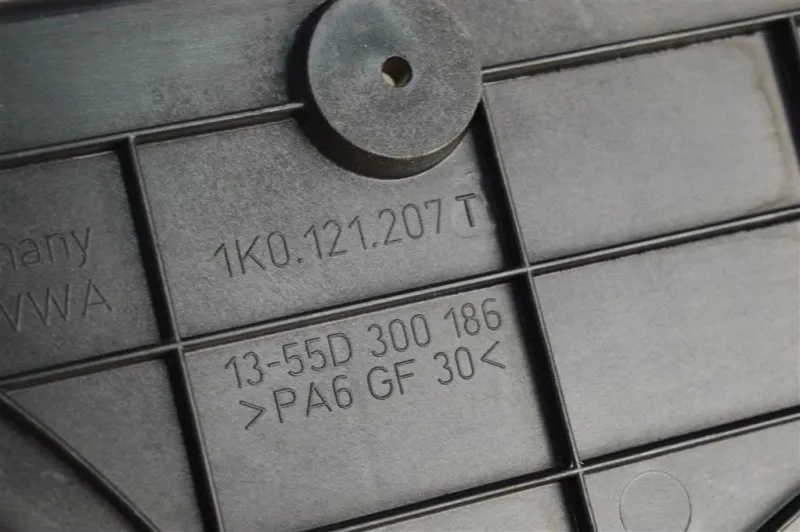 1K0.121.207 T
13-55D 300 186
>PA6 GF 30<